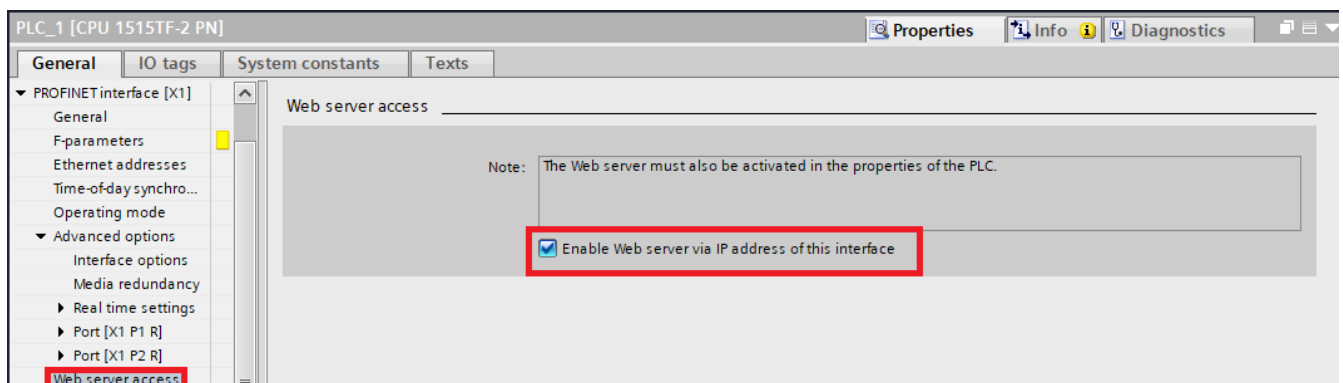 PLC_1 [CPU 1515TF-2 PN]
Properties
Info
Diagnostics
General
IO tags
System constants
Texts
PROFINET interface [X1]
General
F-parameters
Ethernet addresses
Time-of-day synchro...
Operating mode
Advanced options
Interface options
Media redundancy
Real time settings
Port [X1 P1 R]
Port [X1 P2 R]
Web server access
Web server access
Note:
The Web server must also be activated in the properties of the PLC.
Enable Web server via IP address of this interface